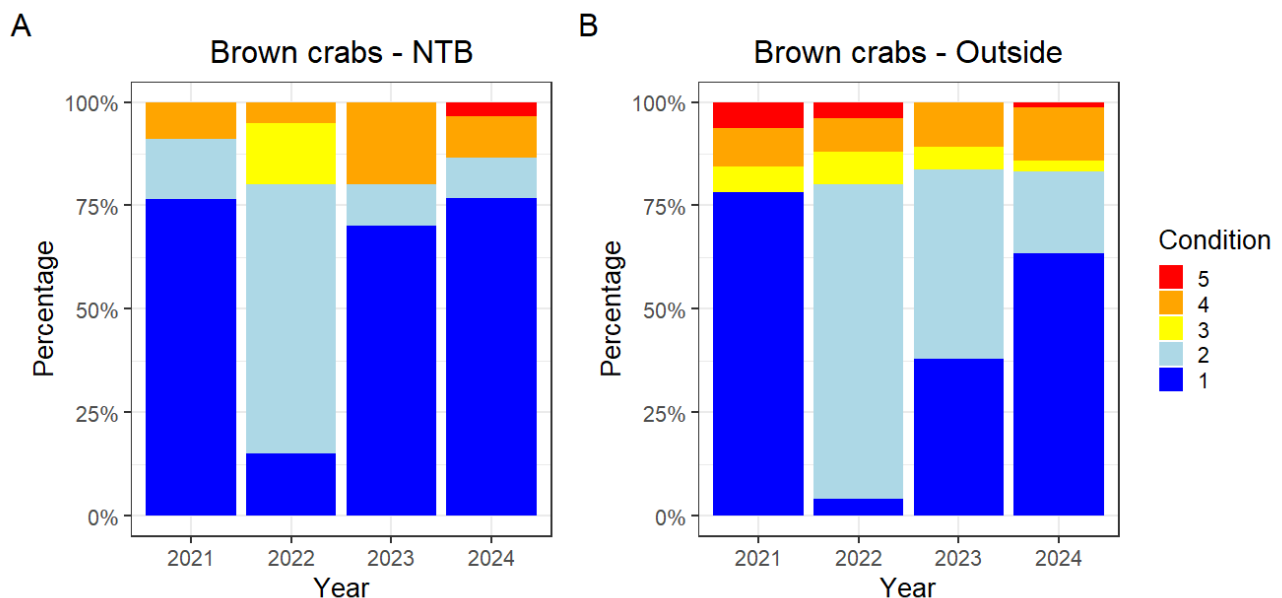 A
Brown crabs - NTB
100%
75%
50%
25%
0%
Percentage
2021 2022 2023 2024
Year
B
Brown crabs - Outside
100%
75%
50%
25%
0%
Percentage
2021 2022 2023 2024
Year
Condition
5
4
3
2
1